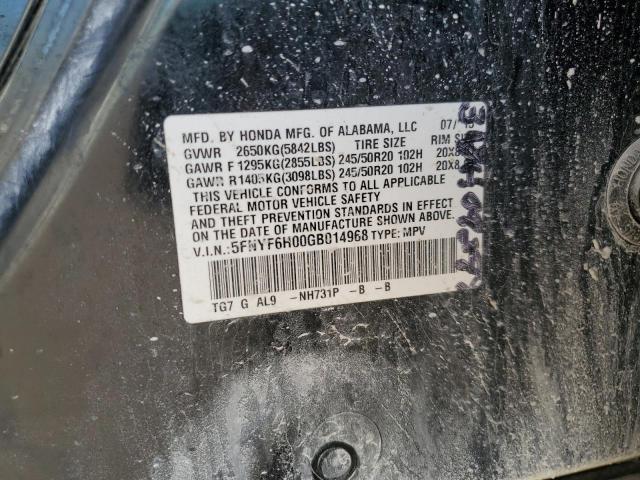 MFD. BY HONDA MFG. OF ALABAMA, LLC 07/
GVWR 2650KG(5842LBS) TIRE SIZE RIM
GAWR F 1295KG(2855LBS) 245/50R20 102H 20X8
GAWR R 1405KG(3098LBS) 245/50R20 102H 20X8
THIS VEHICLE CONFORMS TO ALL APPLICABLE
FEDERAL MOTOR VEHICLE SAFETY
AND THEFT PREVENTION STANDARDS IN EFFECT
ON THE DATE OF MANUFACTURE SHOWN ABOVE.
V.I.N.:5FNYF6H00GB014968 TYPE: MPV
TG7 G AL9 -NH731P -B -B